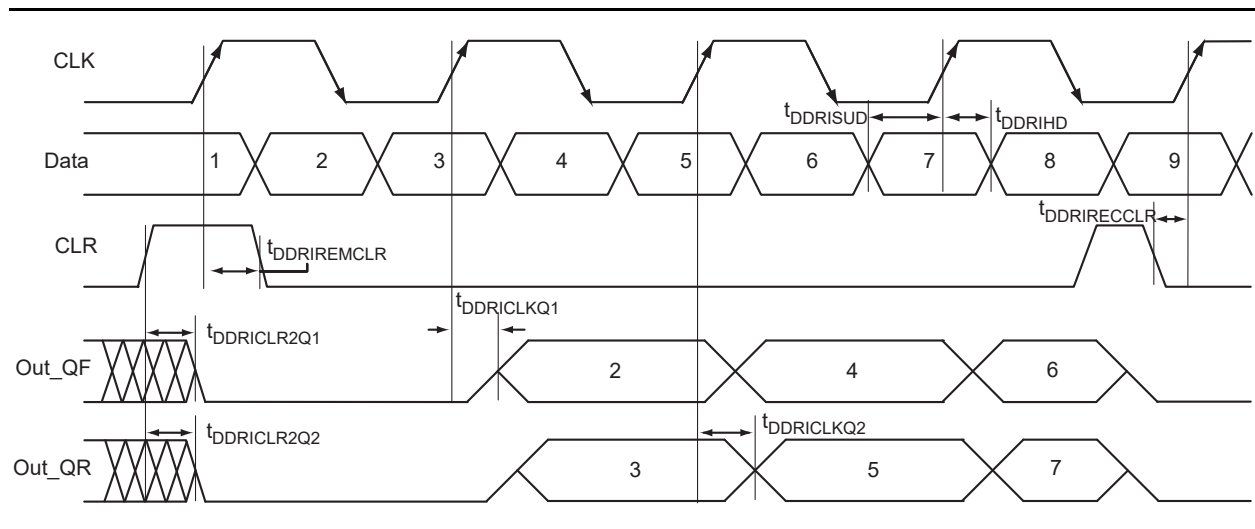 CLK
tDDRISUD
tDDRIHD
Data 1 2 3 4 5 6 7 8 9
tDDRIRECCLR
CLR
tDDRIREMCLR
tDDRICLKQ1
tDDRICLR2Q1
Out_QF 2 4 6
tDDRICLR2Q2
tDDRICLKQ2
Out_QR 3 5 7